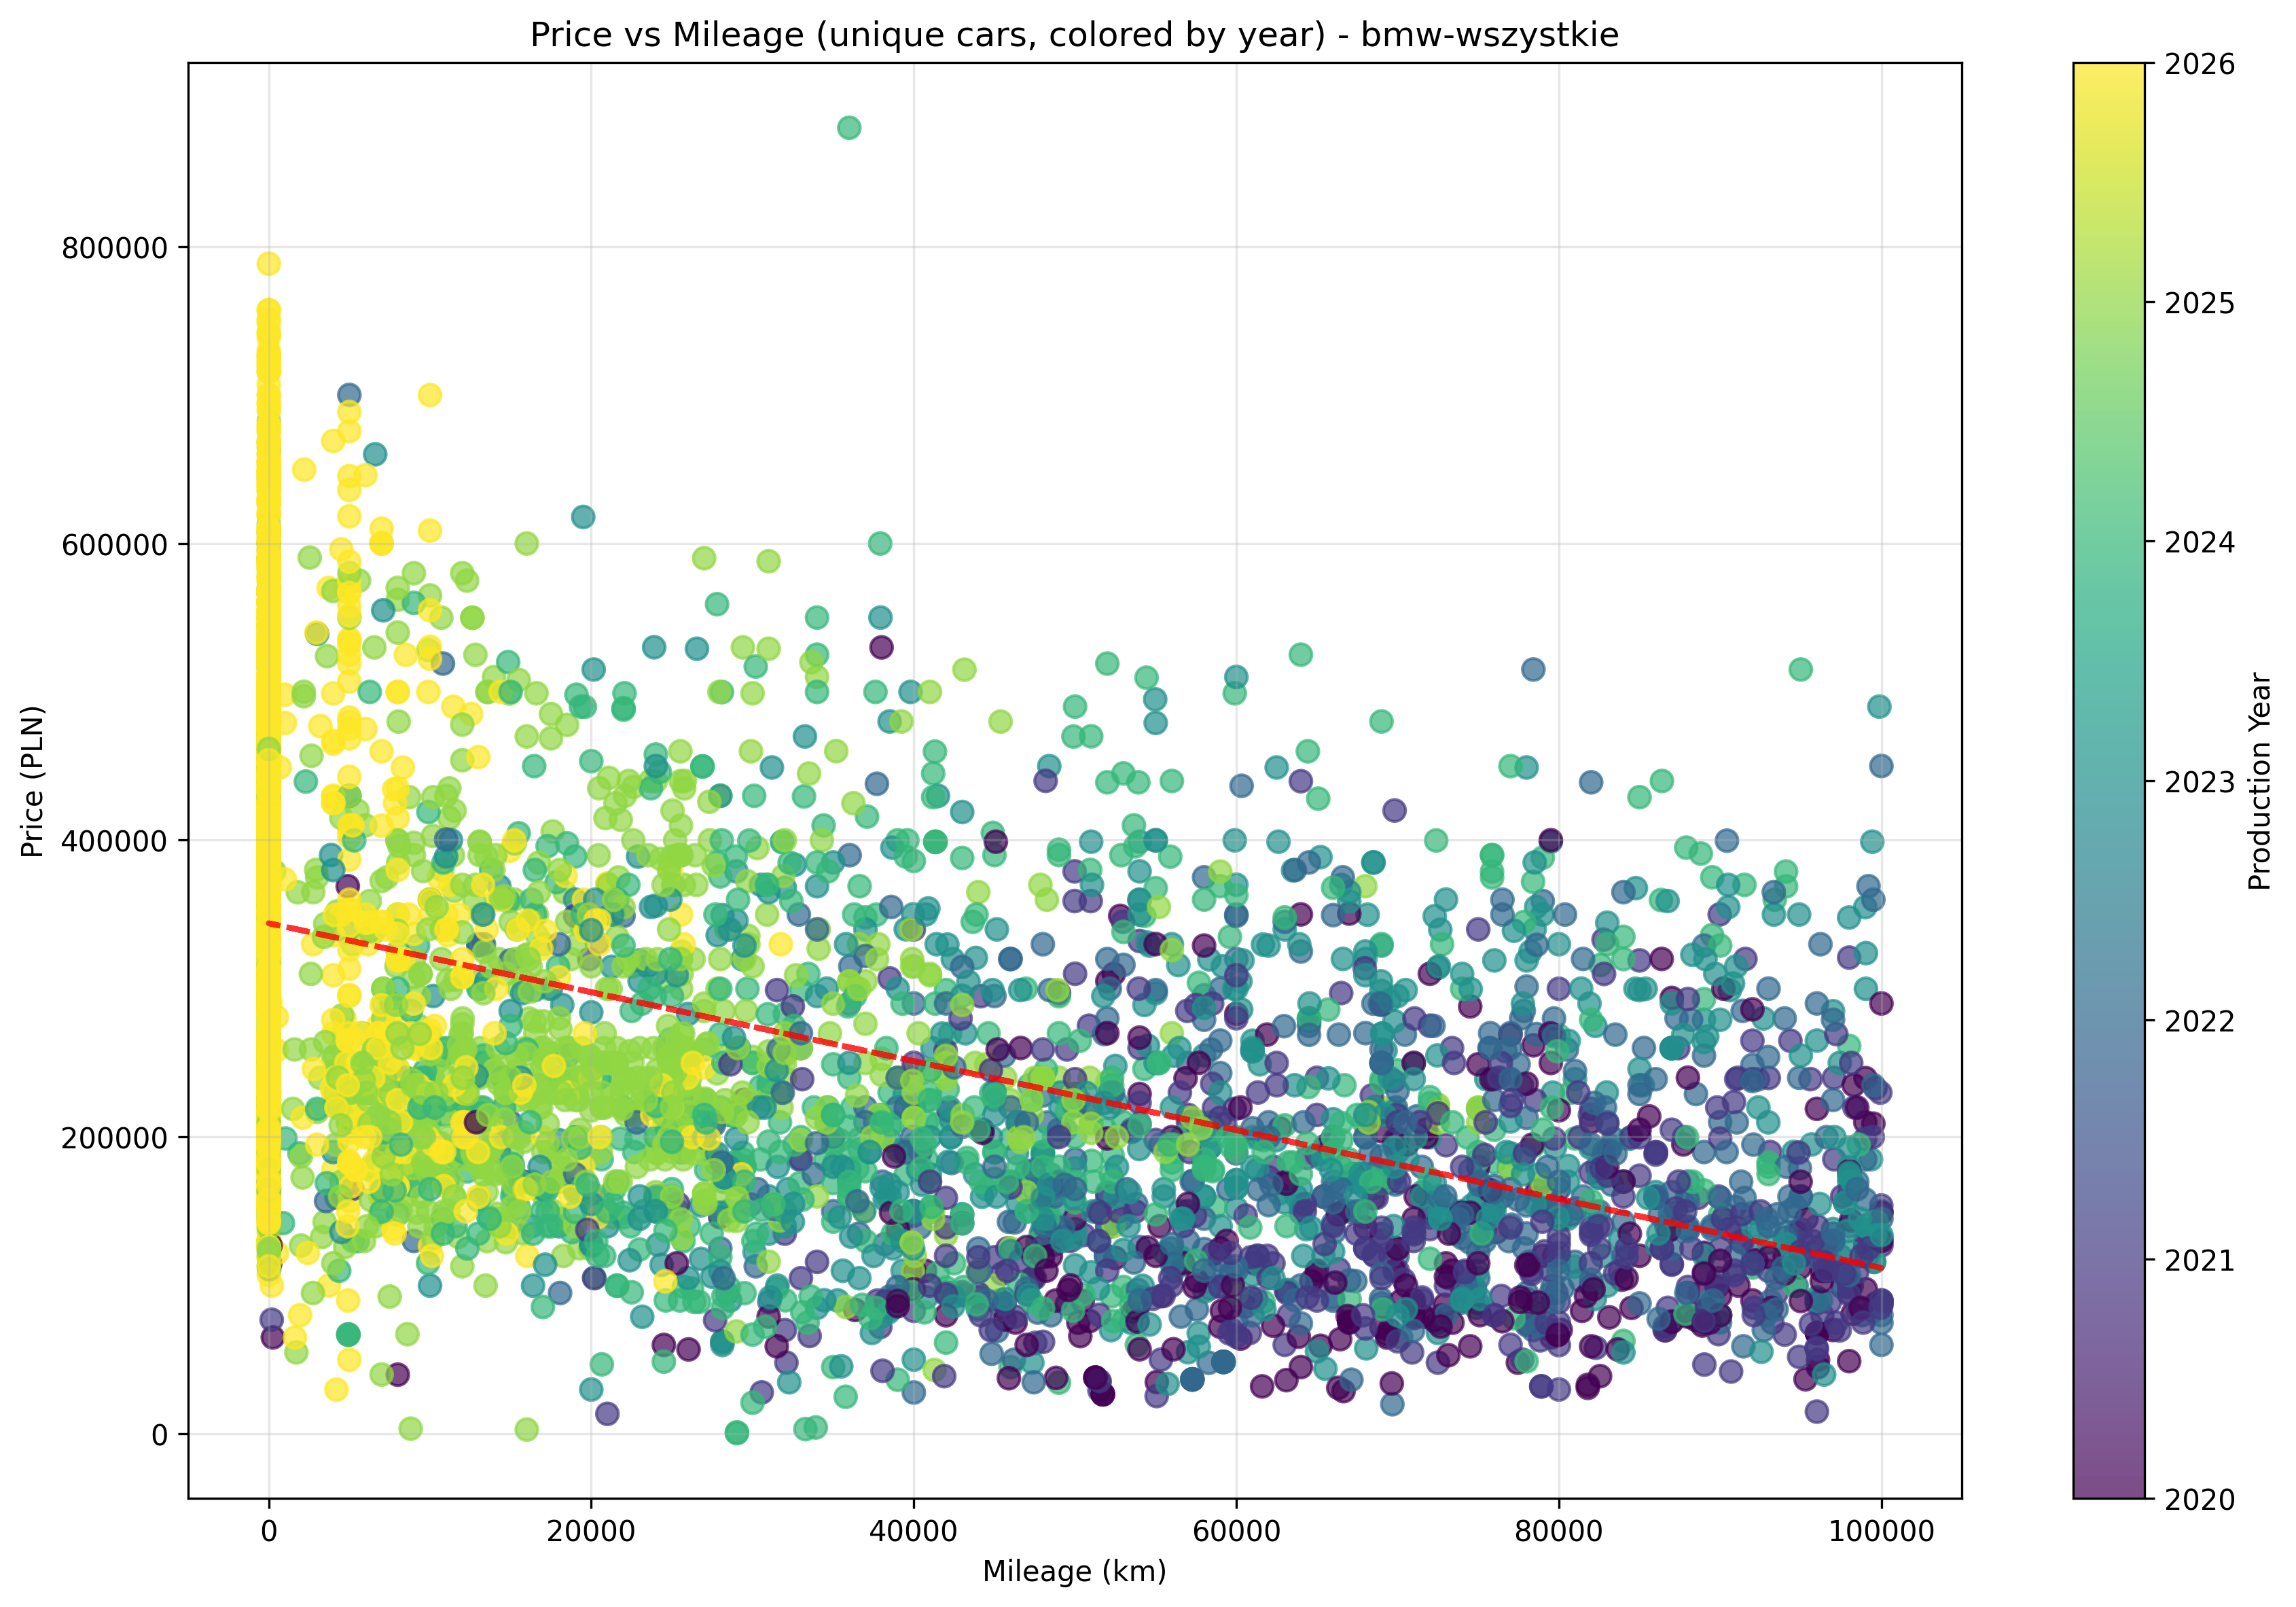 Price vs Mileage (unique cars, colored by year) - bmw-wszystkie
Price (PLN)
800000
600000
400000
200000
0
0 20000 40000 60000 80000 100000
Mileage (km)
2026
2025
2024
2023
2022
2021
2020
Production Year